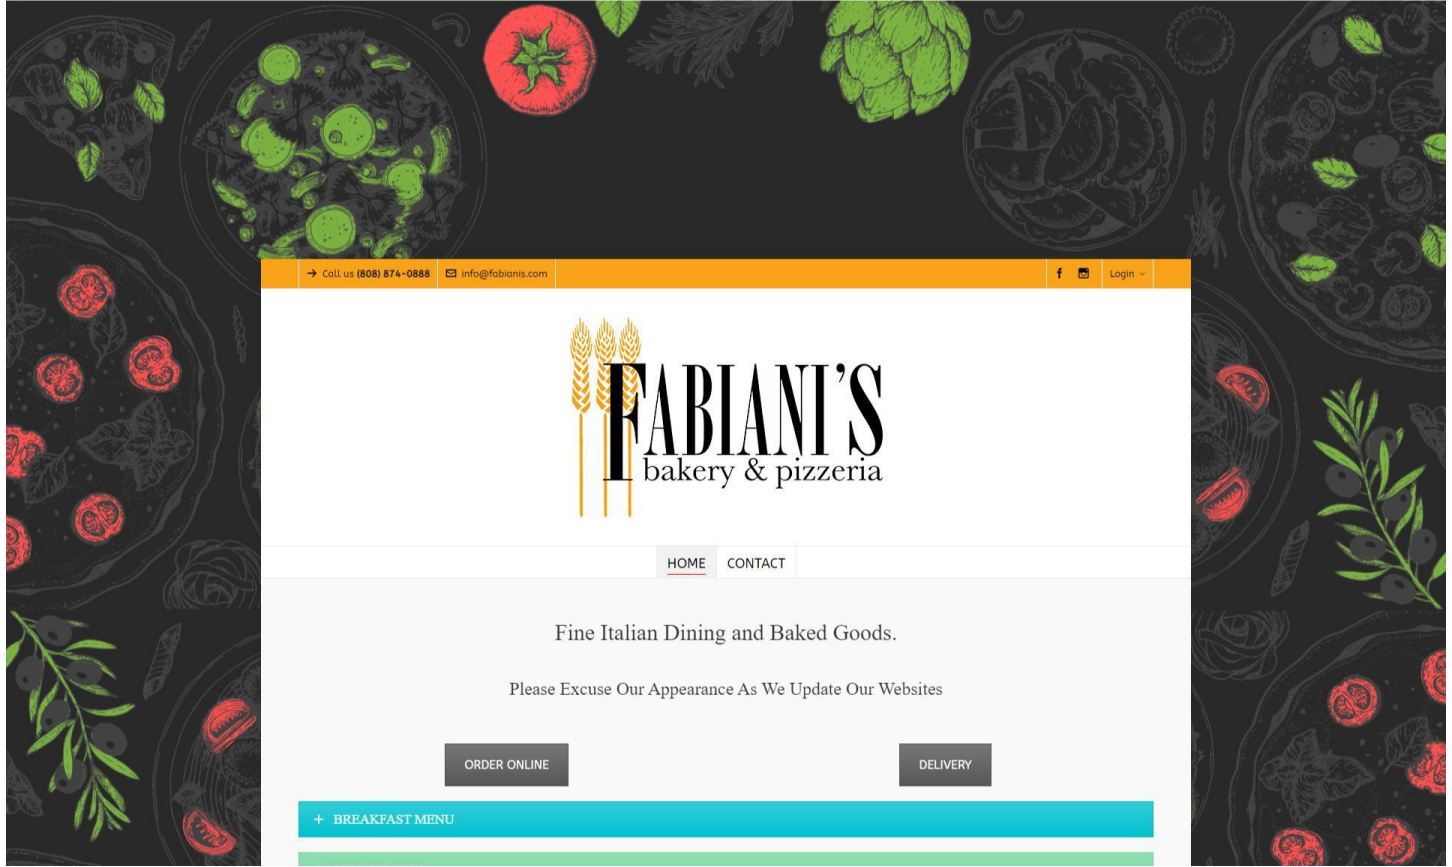 Call us (808) 874-0888 info@fabianis.com Login
FABIANI'S
bakery & pizzeria
HOME CONTACT
Fine Italian Dining and Baked Goods.
Please Excuse Our Appearance As We Update Our Websites
ORDER ONLINE DELIVERY
+ BREAKFAST MENU